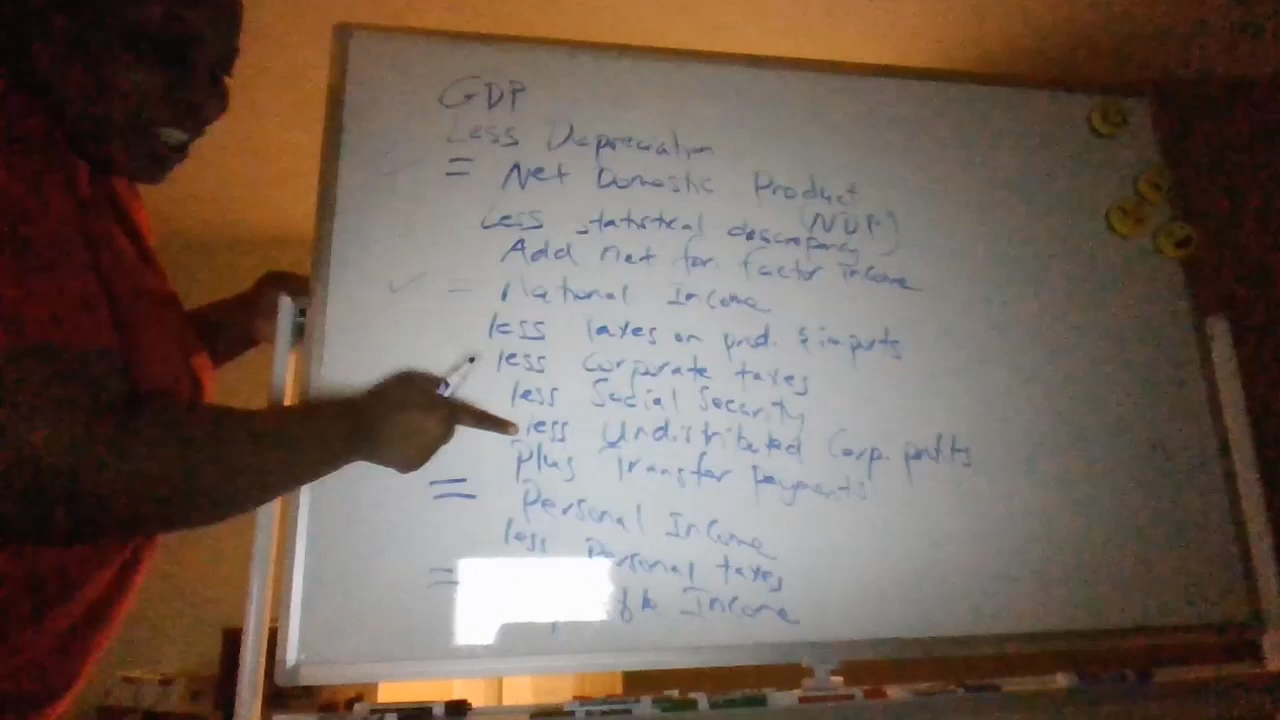 GDP
Less Depreciation
= Net Domestic Product
(NDP)
Less statistical discrepancy
Add net for. factor income
✓ = National Income
less taxes on prod. & imports
less Corporate taxes
less Social Security
less Undistributed Corp. profits
Plus Transfer payments
= Personal Income
less Personal taxes
= Income